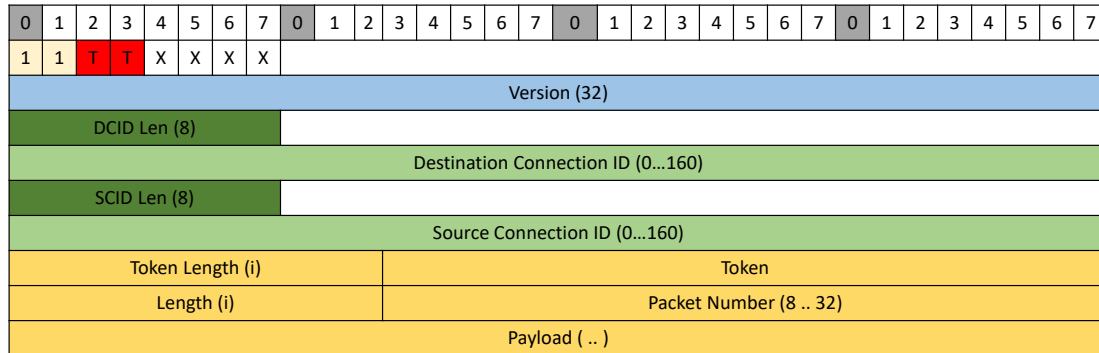 0 1 2 3 4 5 6 7 0 1 2 3 4 5 6 7 0 1 2 3 4 5 6 7 0 1 2 3 4 5 6 7
1 1 T T X X X X
Version (32)
DCID Len (8)
Destination Connection ID (0...160)
SCID Len (8)
Source Connection ID (0...160)
Token Length (i) Token
Length (i) Packet Number (8 .. 32)
Payload ( .. )